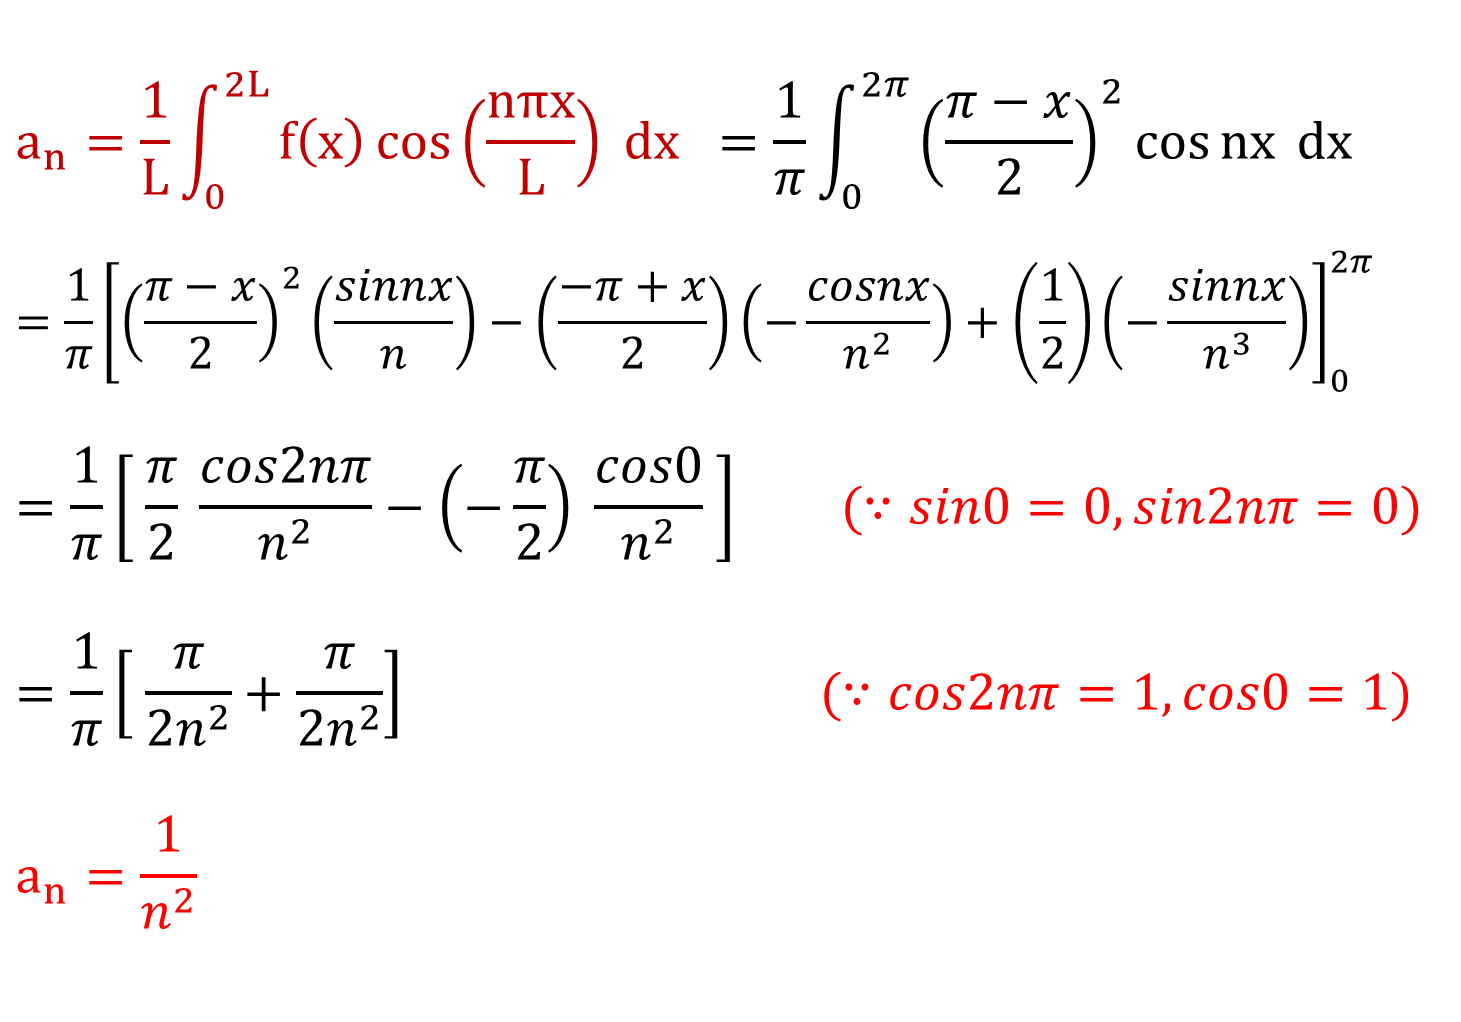 aₙ = 1/L ∫₀^2L f(x) cos (nπx/L) dx = 1/π ∫₀^2π ((π − x)/2)² cos nx dx
= 1/π [((π − x)/2)² (sinnx/n) − ((−π + x)/2) (− cosnx/n²) + (1/2) (− sinnx/n³)]₀^2π
= 1/π [π/2 cos2nπ/n² − (− π/2) cos0/n²] (∵ sin0 = 0, sin2nπ = 0)
= 1/π [π/2n² + π/2n²] (∵ cos2nπ = 1, cos0 = 1)
aₙ = 1/n²